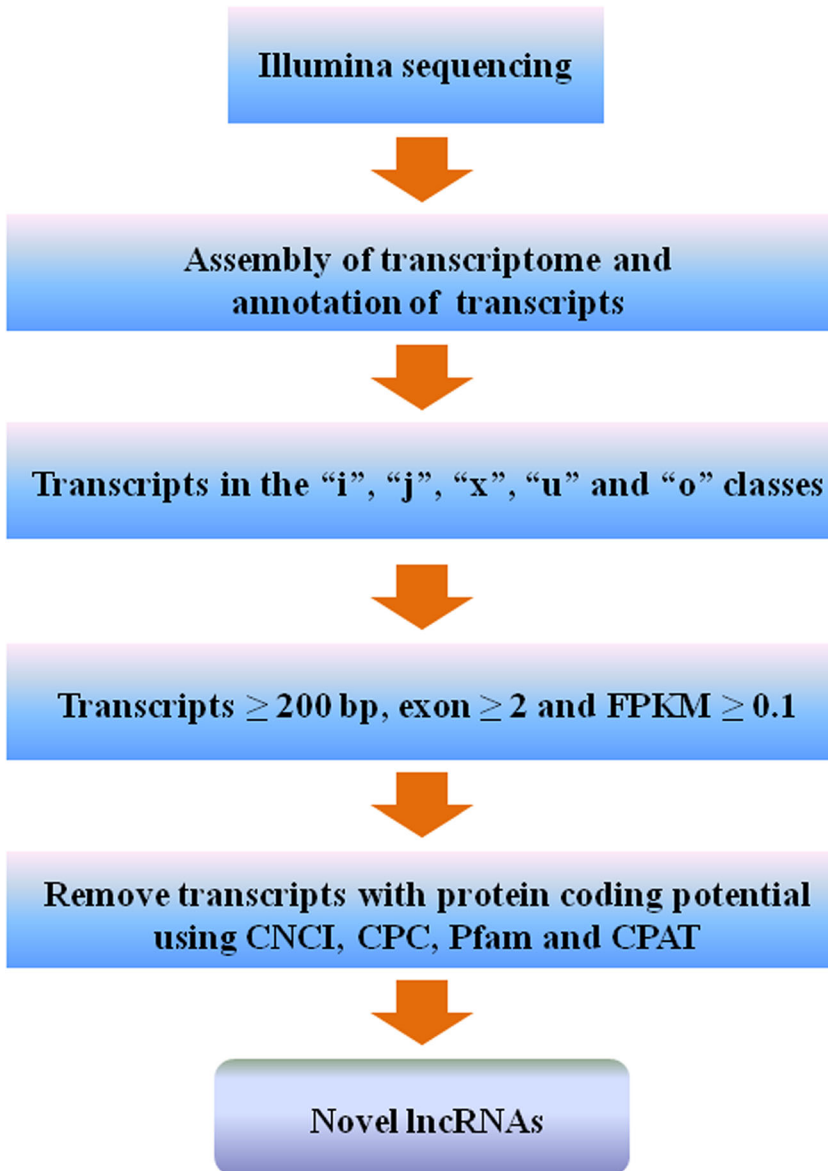 Illumina sequencing
Assembly of transcriptome and
annotation of transcripts
Transcripts in the “i”, “j”, “x”, “u” and “o” classes
Transcripts ≥ 200 bp, exon ≥ 2 and FPKM ≥ 0.1
Remove transcripts with protein coding potential
using CNCI, CPC, Pfam and CPAT
Novel lncRNAs